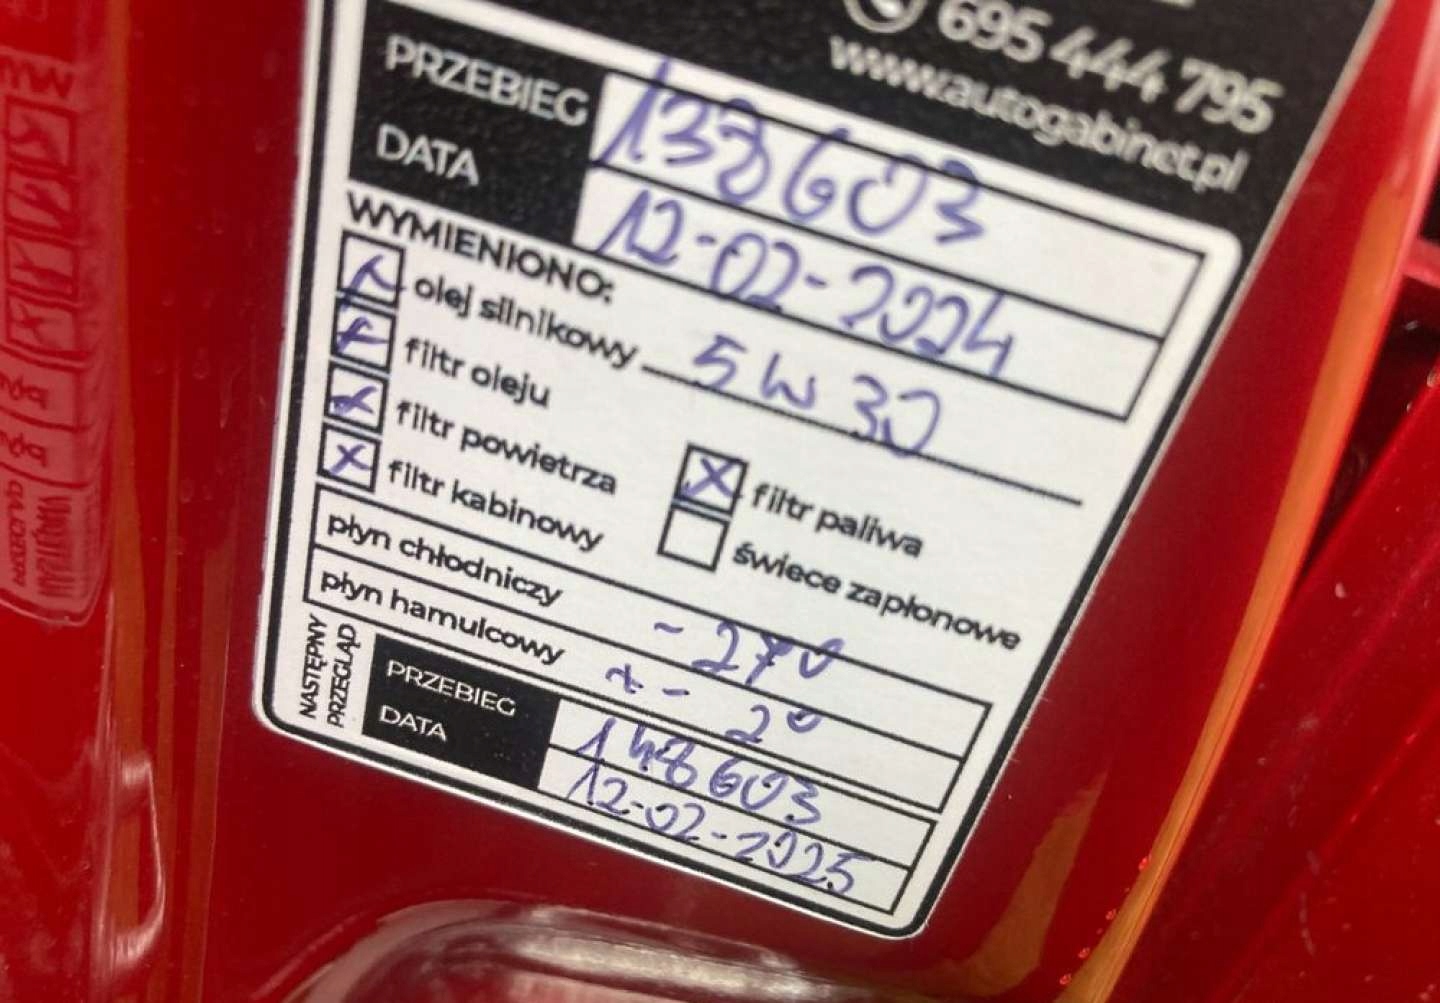 695 444 795
www.autogabinet.pl
PRZEBIEG 138603
DATA 12-02-2024
WYMIENIONO:
olej silnikowy 5W30
filtr oleju
filtr powietrza
filtr kabinowy
filtr paliwa
świece zapłonowe
płyn chłodniczy -27°
płyn hamulcowy + - 2°
NASTĘPNY PRZEGLĄD
PRZEBIEG 148603
DATA 12-02-2025